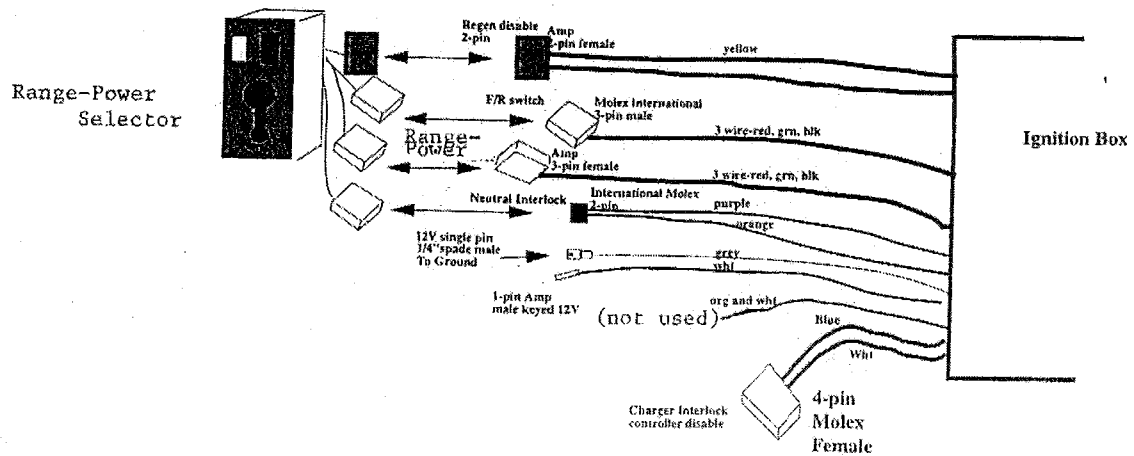 Regen disable
2-pin
Amp
2-pin female
yellow
Range-Power
Selector
F/R switch
Molex International
3-pin male
3 wire-red, grn, blk
Ignition Box
Range-
Power
Amp
3-pin female
3 wire-red, grn, blk
Neutral Interlock
International Molex
2-pin
purple
orange
12V single pin
1/4"spade male
To Ground
grey
wht
1-pin Amp
male keyed 12V
(not used)
org and wht
Blue
Wht
Charger Interlock
controller disable
4-pin
Molex
Female